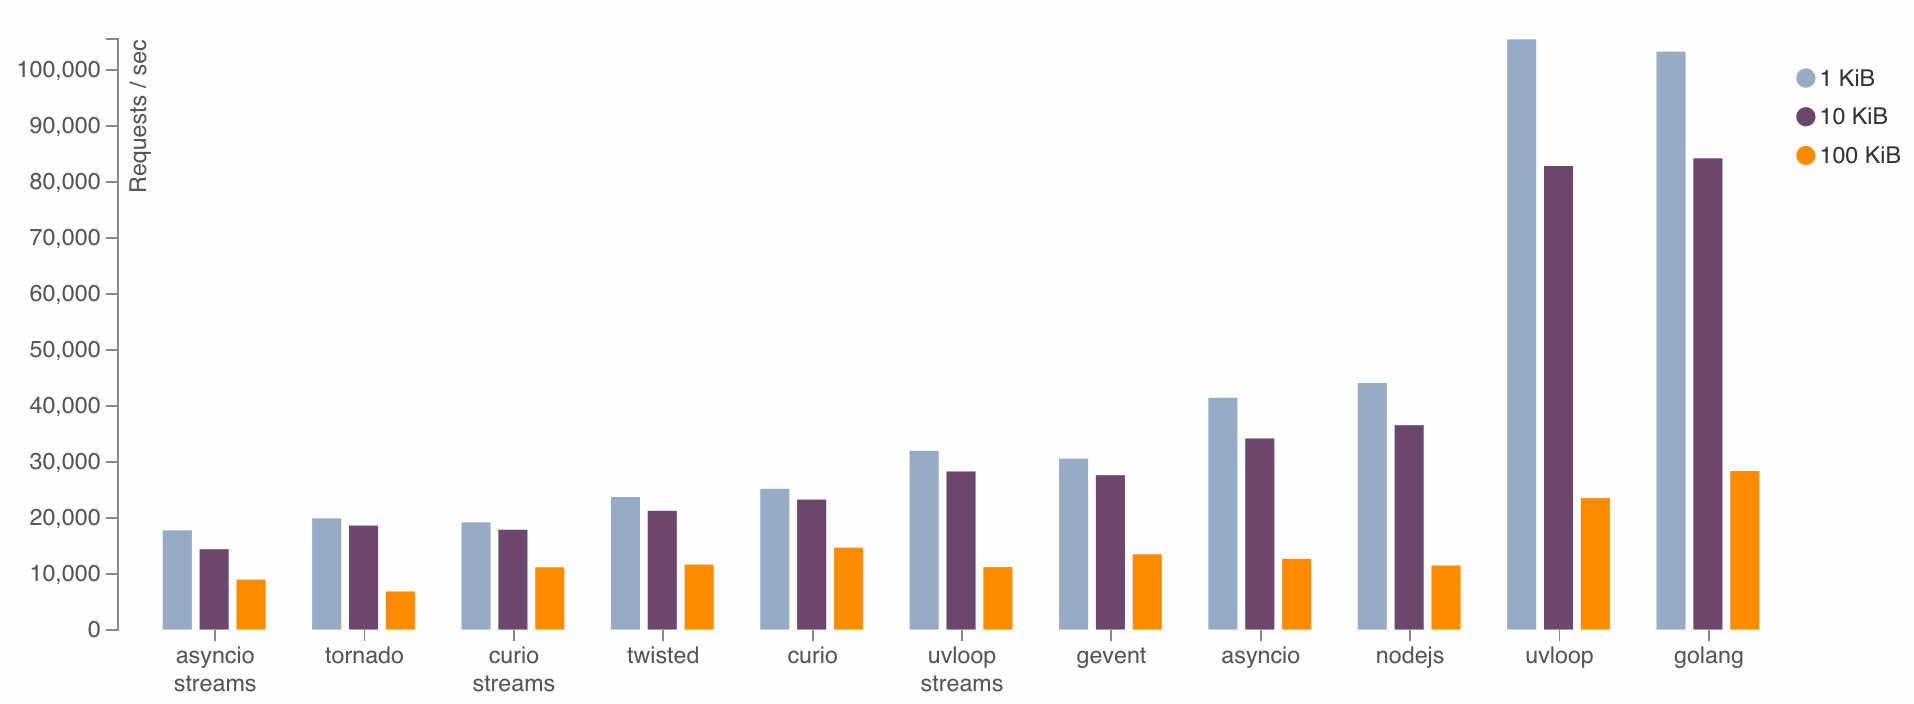 Requests / sec
100,000
90,000
80,000
70,000
60,000
50,000
40,000
30,000
20,000
10,000
0
1 KiB
10 KiB
100 KiB
asyncio
streams
tornado
curio
streams
twisted
curio
uvloop
streams
gevent
asyncio
nodejs
uvloop
golang